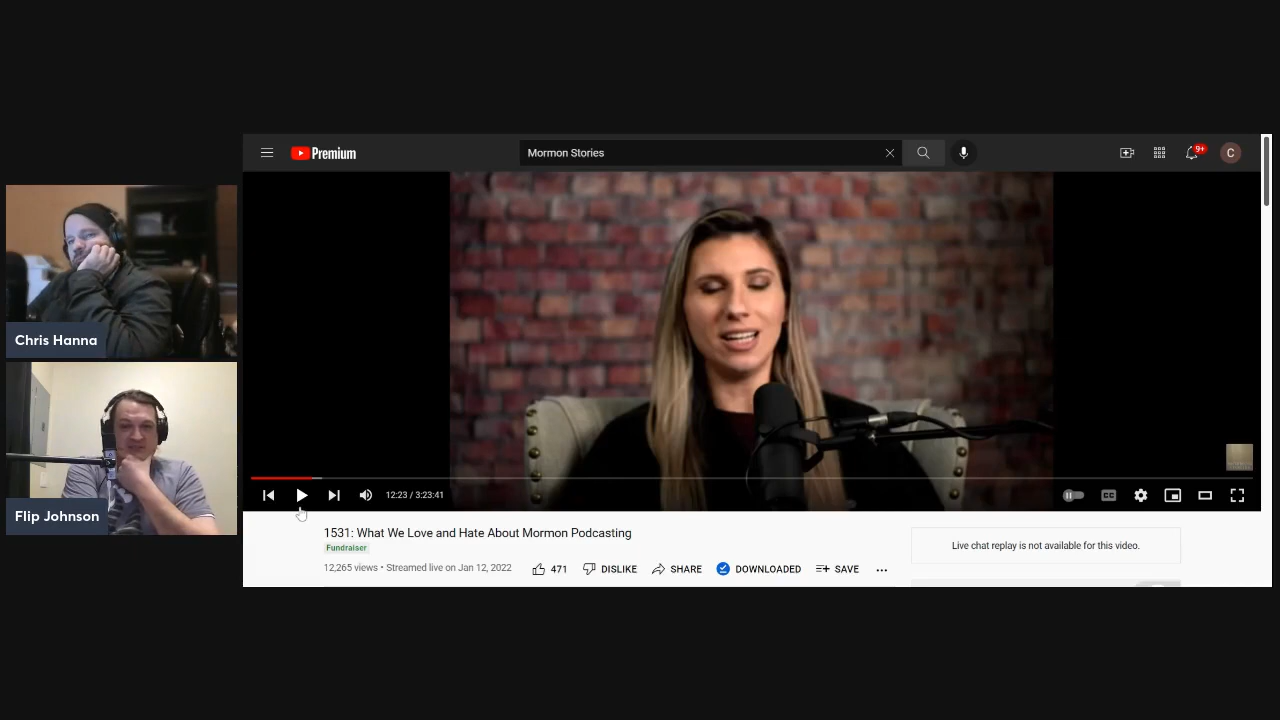 Premium
Mormon Stories
9+
C
Chris Hanna
Flip Johnson
12:23 / 3:23:41
CC
1531: What We Love and Hate About Mormon Podcasting
Fundraiser
12,265 views • Streamed live on Jan 12, 2022
471
DISLIKE
SHARE
DOWNLOADED
SAVE
Live chat replay is not available for this video.